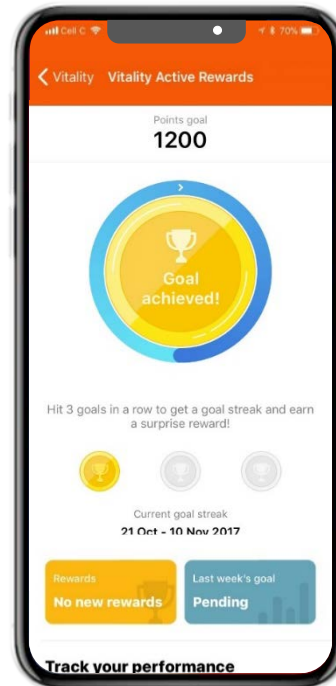 Cell C 70%
Vitality Vitality Active Rewards
Points goal
1200
Goal
achieved!
Hit 3 goals in a row to get a goal streak and earn
a surprise reward!
Current goal streak
21 Oct - 10 Nov 2017
Rewards
No new rewards
Last week's goal
Pending
Track your performance